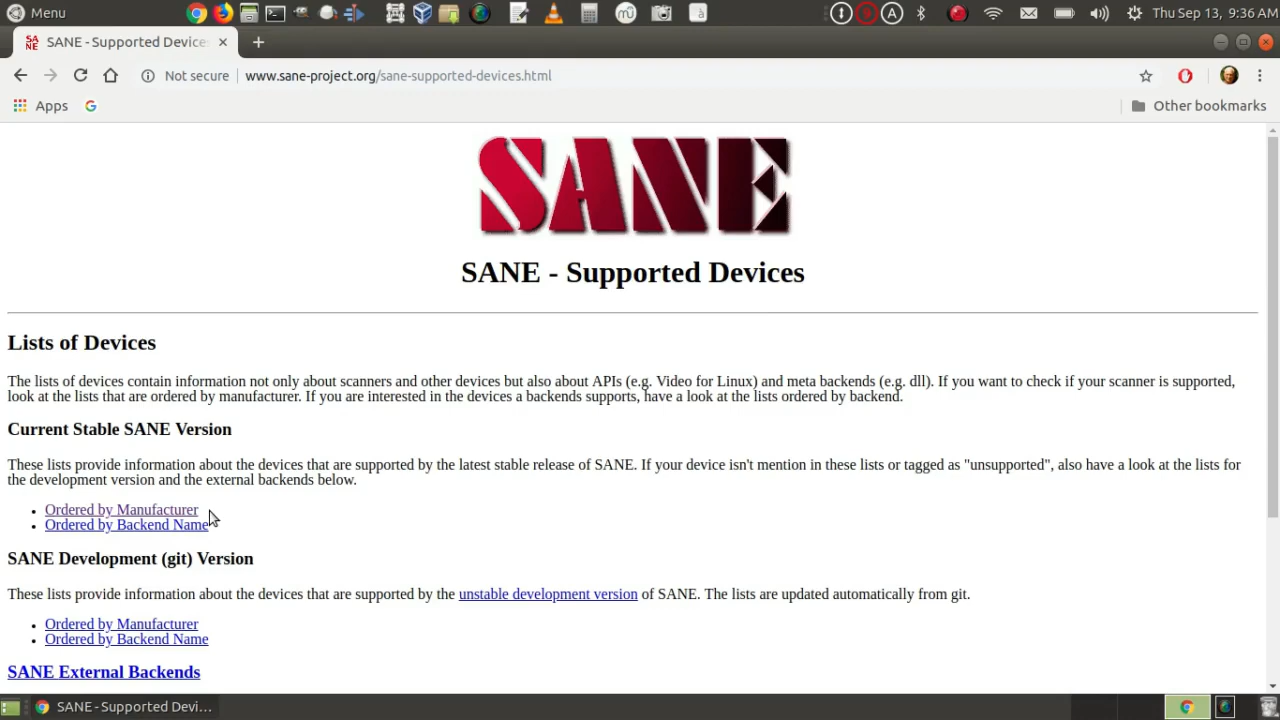 Menu
Thu Sep 13, 9:36 AM
SANE - Supported Devices
Not secure
www.sane-project.org/sane-supported-devices.html
Apps
Other bookmarks
SANE
SANE - Supported Devices
Lists of Devices
The lists of devices contain information not only about scanners and other devices but also about APIs (e.g. Video for Linux) and meta backends (e.g. dll). If you want to check if your scanner is supported,
look at the lists that are ordered by manufacturer. If you are interested in the devices a backends supports, have a look at the lists ordered by backend.
Current Stable SANE Version
These lists provide information about the devices that are supported by the latest stable release of SANE. If your device isn't mention in these lists or tagged as "unsupported", also have a look at the lists for
the development version and the external backends below.
Ordered by Manufacturer
Ordered by Backend Name
SANE Development (git) Version
These lists provide information about the devices that are supported by the unstable development version of SANE. The lists are updated automatically from git.
Ordered by Manufacturer
Ordered by Backend Name
SANE External Backends
SANE - Supported Devi...